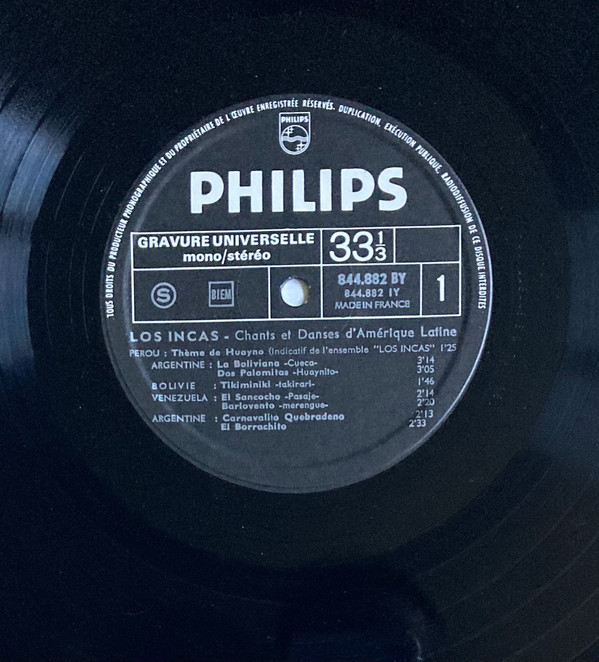 TOUS DROITS DU PRODUCTEUR PHONOGRAPHIQUE ET DU PROPRIÉTAIRE DE L'ŒUVRE ENREGISTRÉE RÉSERVÉS. DUPLICATION, EXÉCUTION PUBLIQUE, RADIODIFFUSION DE CE DISQUE INTERDITES
PHILIPS
PHILIPS
GRAVURE UNIVERSELLE
mono/stéréo
33 1/3
S
BIEM
844.882 BY
844.882 IY
MADE IN FRANCE
1
LOS INCAS - Chants et Danses d'Amérique Latine
PEROU : Thème de Huayno (Indicatif de l'ensemble "LOS INCAS" 1'25
ARGENTINE : La Boliviana -Cueca- 3'14
Dos Palomitas -Huaynito- 3'05
BOLIVIE : Tikiminiki -takirari- 1'46
VENEZUELA : El Sancocho -Pasaje- 2'14
Barlovento -merengue- 2'20
ARGENTINE : Carnavalito Quebradeno 2'13
El Borrachito 2'33